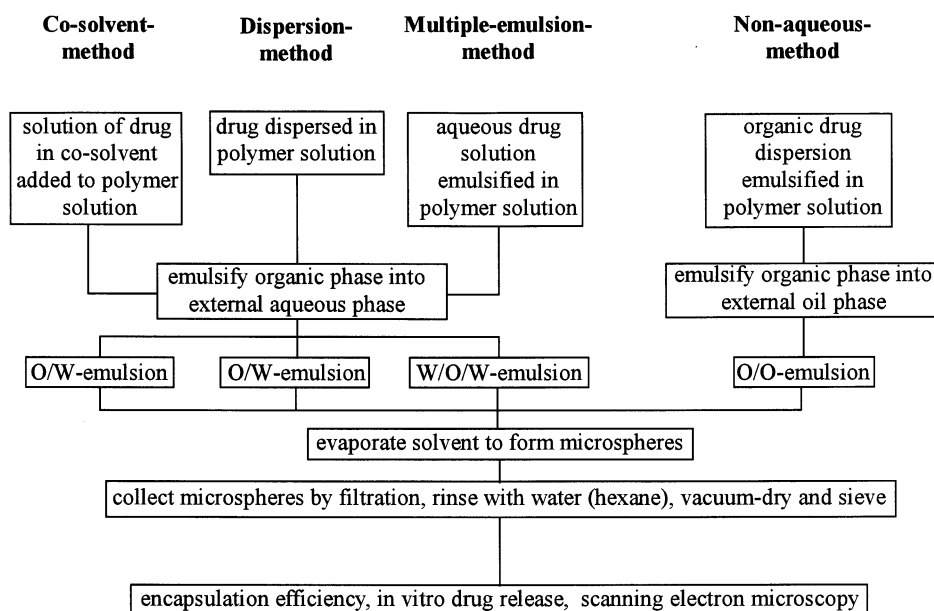 Co-solvent-
method
Dispersion-
method
Multiple-emulsion-
method
Non-aqueous-
method
solution of drug
in co-solvent
added to polymer
solution
drug dispersed in
polymer solution
aqueous drug
solution
emulsified in
polymer solution
organic drug
dispersion
emulsified in
polymer solution
emulsify organic phase into
external aqueous phase
emulsify organic phase into
external oil phase
O/W-emulsion
O/W-emulsion
W/O/W-emulsion
O/O-emulsion
evaporate solvent to form microspheres
collect microspheres by filtration, rinse with water (hexane), vacuum-dry and sieve
encapsulation efficiency, in vitro drug release, scanning electron microscopy